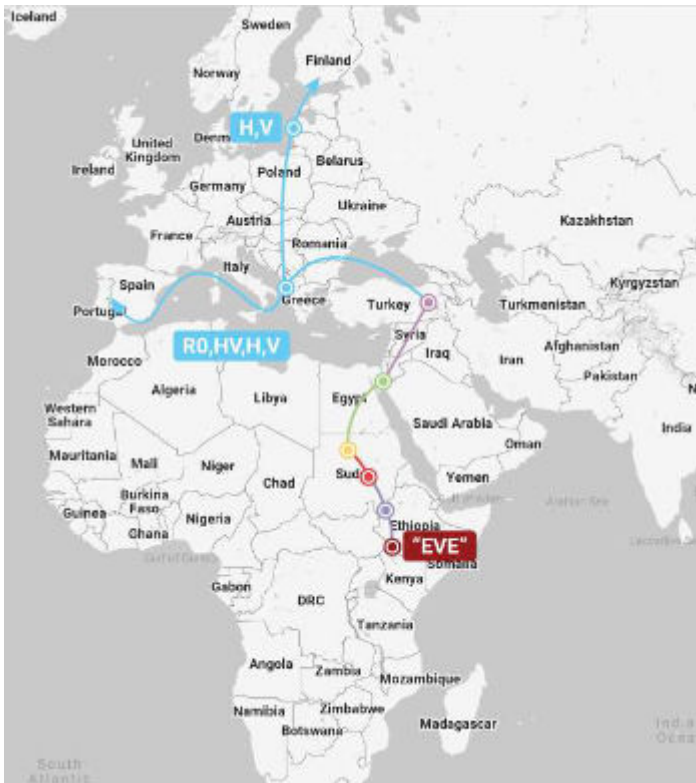 Iceland
Sweden
Finland
Norway
H,V
United
Kingdom
Ireland
Belarus
Poland
Germany
Ukraine
Austria
Kazakhstan
France
Romania
Italy
Spain
Kyrgyzstan
Greece
Turkey
Turkmenistan
Portugal
R0,HV,H,V
Syria
Afghanistan
Morocco
Iraq
Iran
Pakistan
Algeria
Libya
Egypt
Western
Sahara
Saudi Arabia
India
Oman
Mauritania
Mali
Niger
Sud
Chad
Yemen
Burkina
Faso
Guinea
Nigeria
Ethiopia
Ghana
"EVE"
Somalia
Gabon
Kenya
DRC
Tanzania
Angola
Zambia
Mozambique
Namibia
Zimbabwe
Botswana
Madagascar
South
Atlantic